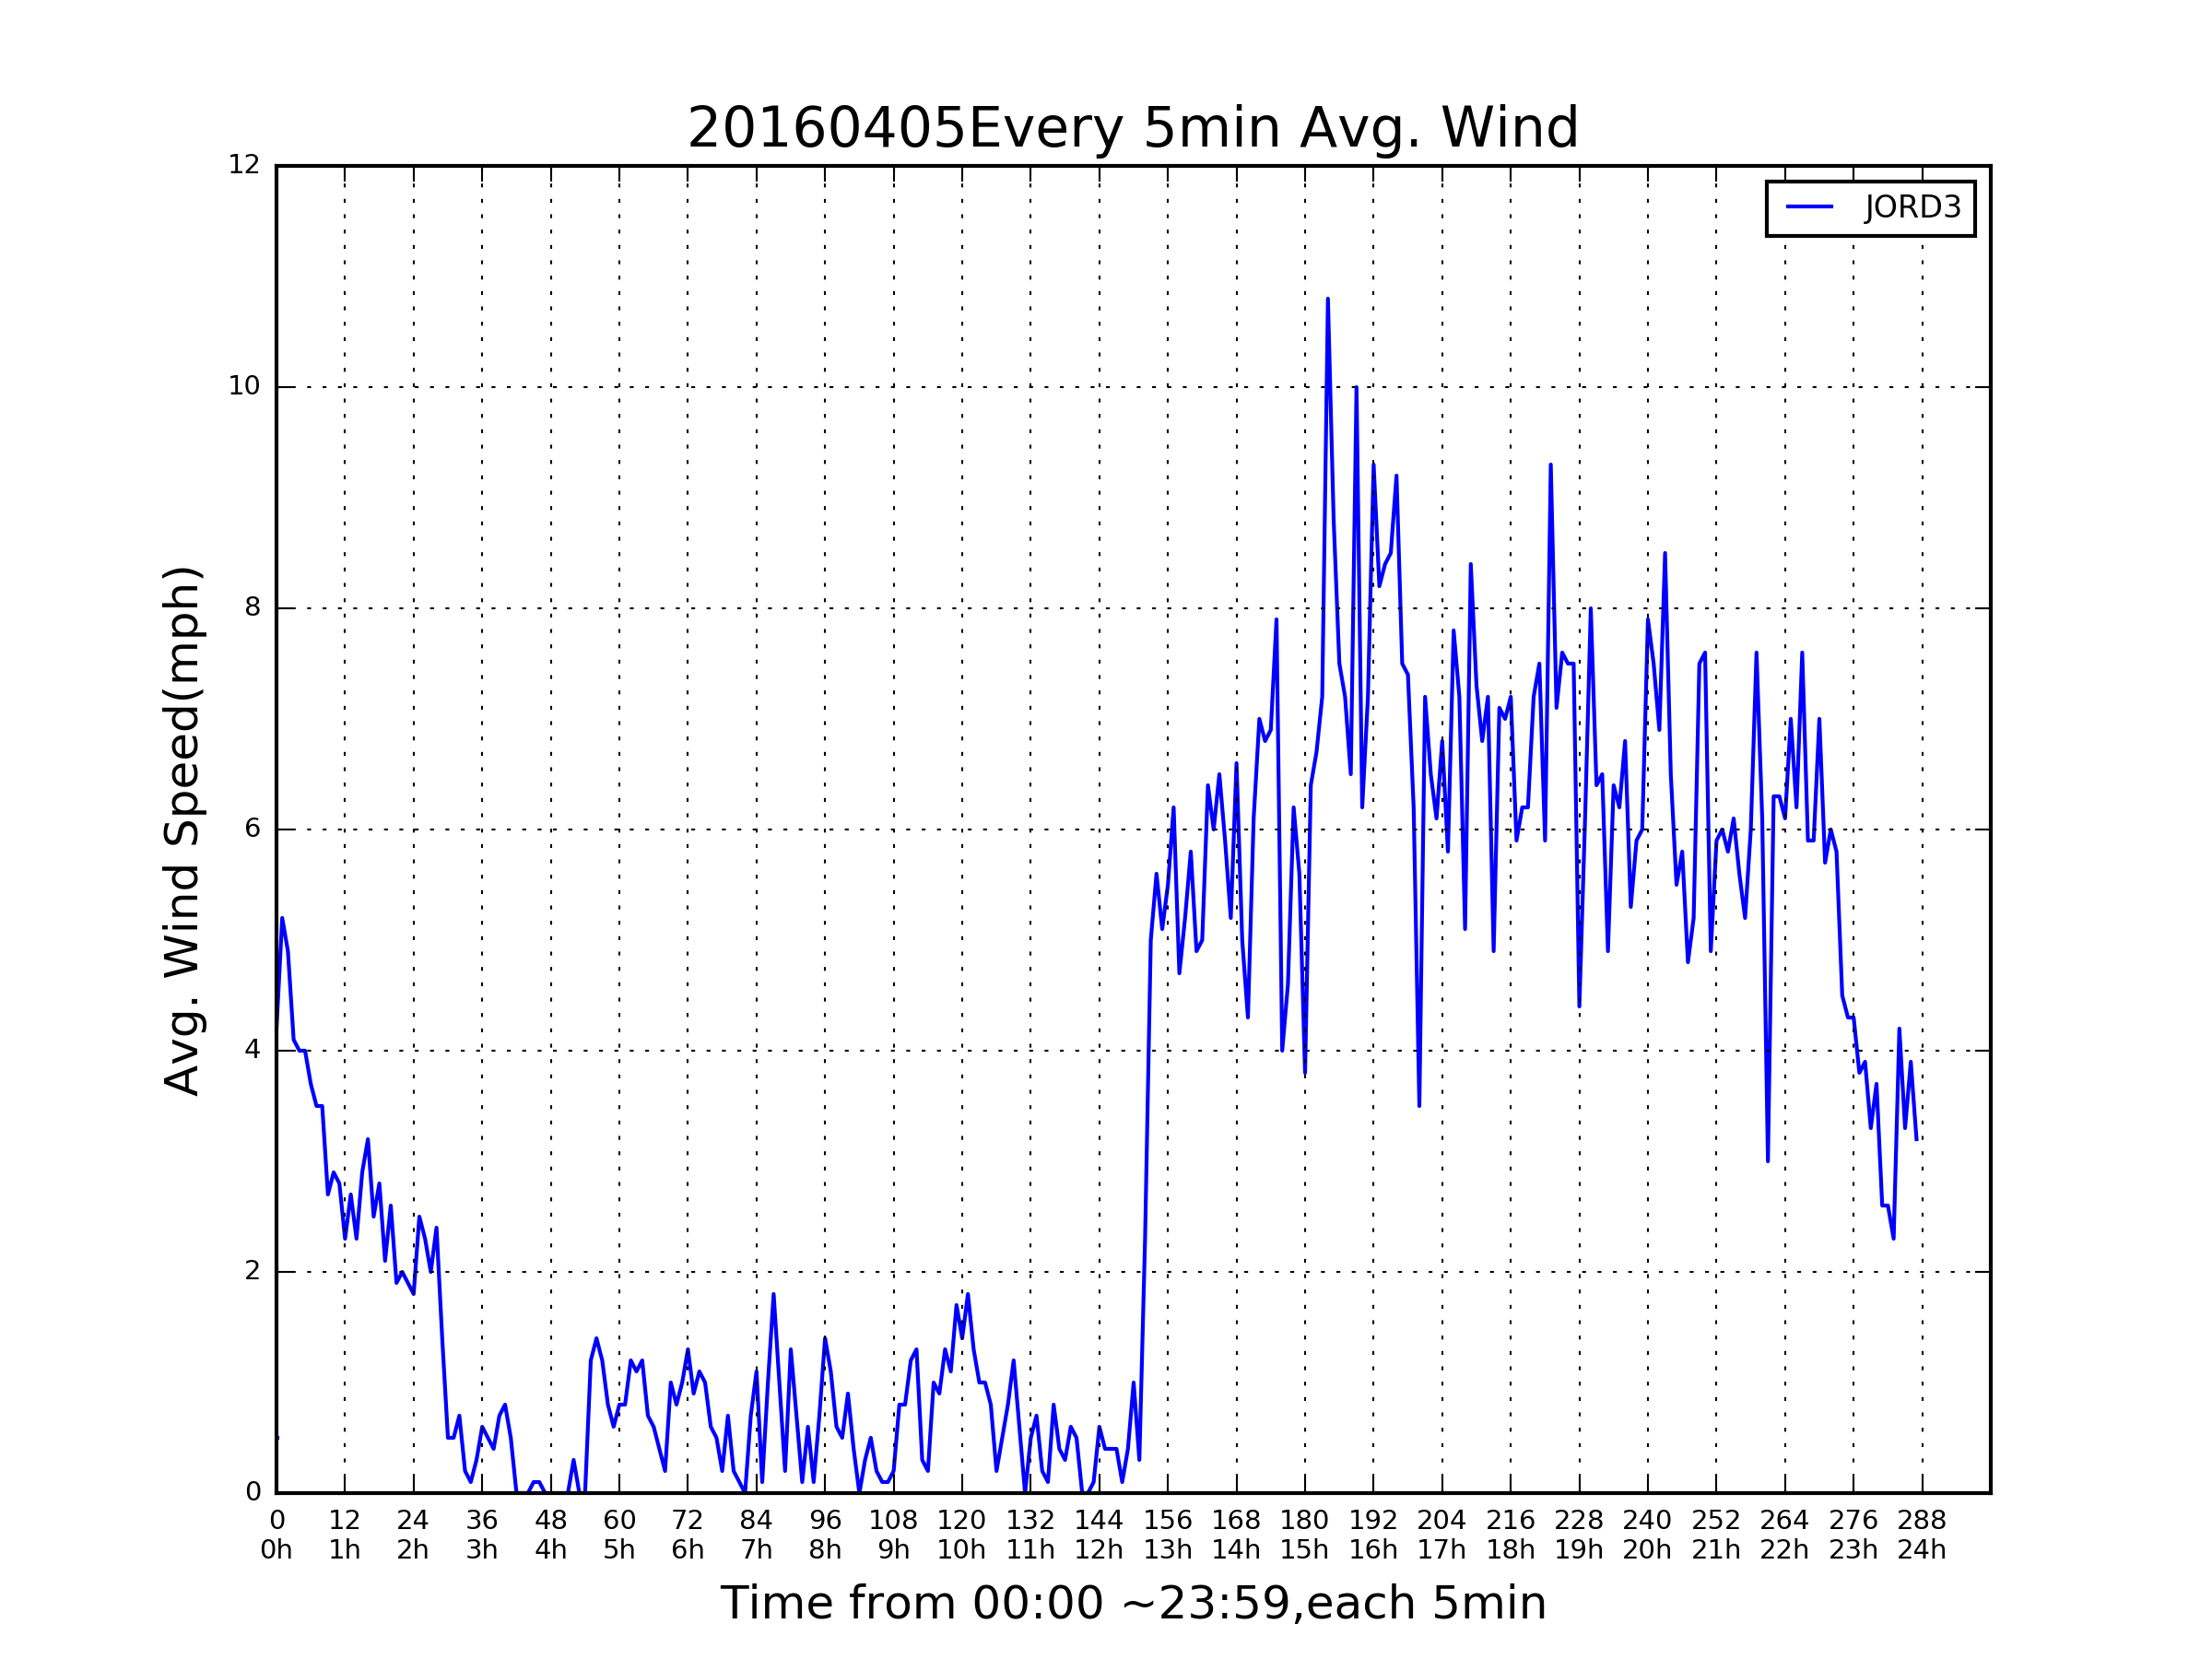 20160405Every 5min Avg. Wind
JORD3
Avg. Wind Speed(mph)
12
10
8
6
4
2
0
0 12 24 36 48 60 72 84 96 108 120 132 144 156 168 180 192 204 216 228 240 252 264 276 288
0h 1h 2h 3h 4h 5h 6h 7h 8h 9h 10h 11h 12h 13h 14h 15h 16h 17h 18h 19h 20h 21h 22h 23h 24h
Time from 00:00 ~23:59,each 5min